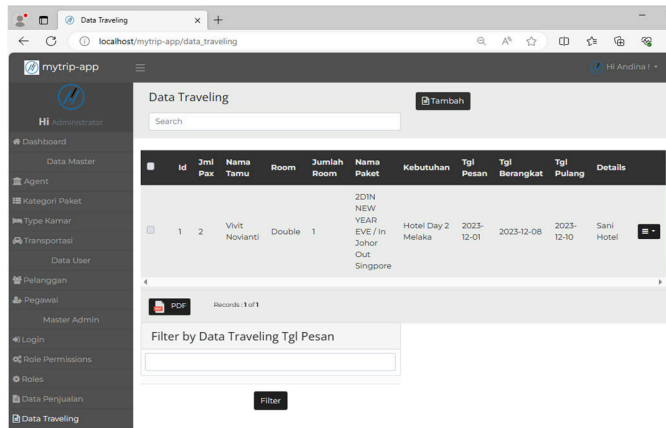 Data Traveling
localhost/mytrip-app/data_traveling
mytrip-app
Hi Andina !
Hi Administrator
Dashboard
Data Master
Agent
Kategori Paket
Type Kamar
Transportasi
Data User
Pelanggan
Pegawai
Master Admin
Login
Role Permissions
Roles
Data Penjualan
Data Traveling
Data Traveling
Tambah
Search
Id Jml Pax Nama Tamu Room Jumlah Room Nama Paket Kebutuhan Tgl Pesan Tgl Berangkat Tgl Pulang Details
1 2 Vivit Novianti Double 1 2D1N NEW YEAR EVE / In Johor Out Singpore Hotel Day 2 Melaka 2023-12-01 2023-12-08 2023-12-10 Sani Hotel
PDF
Records : 1 of 1
Filter by Data Traveling Tgl Pesan
Filter